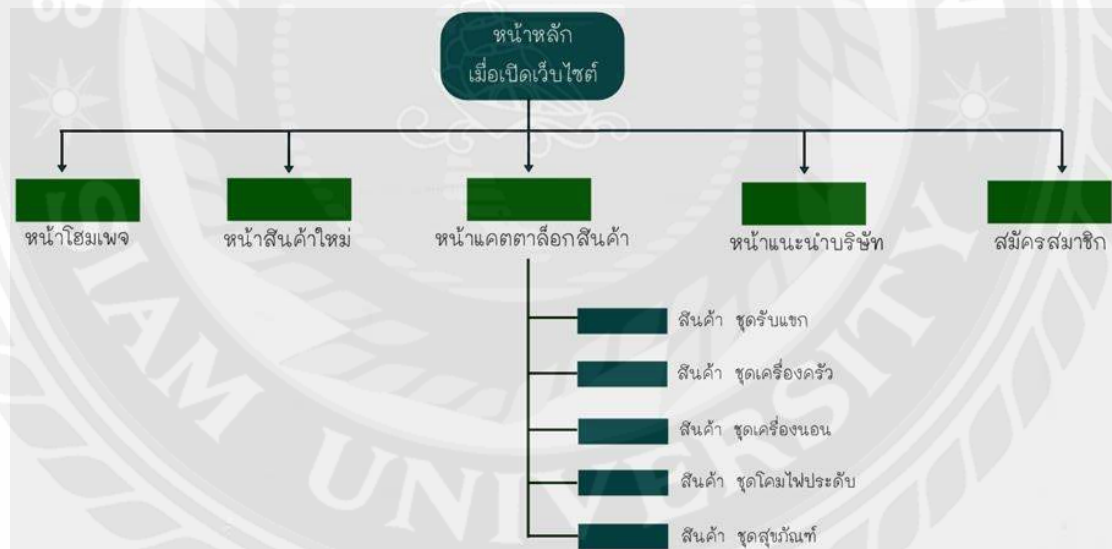 หน้าหลัก
เมื่อเปิดเว็บไซต์
หน้าโฮมเพจ
หน้าสินค้าใหม่
หน้าแคตตาล็อกสินค้า
หน้าแนะนำบริษัท
สมัครสมาชิก
สินค้า ชุดรับแขก
สินค้า ชุดเครื่องครัว
สินค้า ชุดเครื่องนอน
สินค้า ชุดโคมไฟประดับ
สินค้า ชุดสุขภัณฑ์
SIAM UNIVERSITY